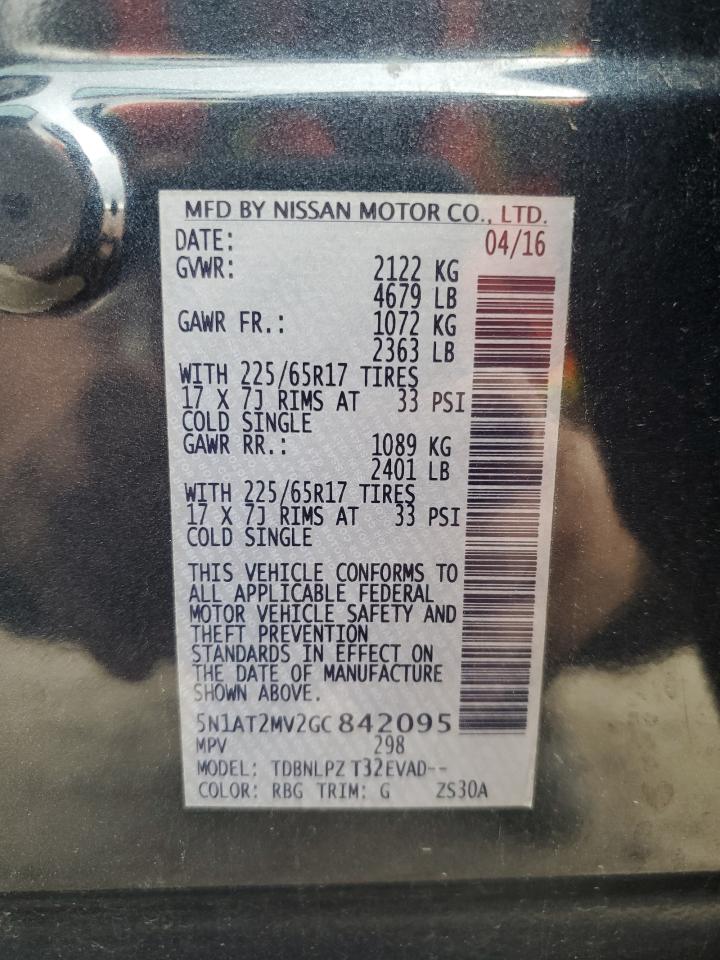 MFD BY NISSAN MOTOR CO., LTD.
DATE: 04/16
GVWR: 2122 KG
4679 LB
GAWR FR.: 1072 KG
2363 LB
WITH 225/65R17 TIRES
17 X 7J RIMS AT 33 PSI
COLD SINGLE
GAWR RR.: 1089 KG
2401 LB
WITH 225/65R17 TIRES
17 X 7J RIMS AT 33 PSI
COLD SINGLE
THIS VEHICLE CONFORMS TO
ALL APPLICABLE FEDERAL
MOTOR VEHICLE SAFETY AND
THEFT PREVENTION
STANDARDS IN EFFECT ON
THE DATE OF MANUFACTURE
SHOWN ABOVE.
5N1AT2MV2GC842095
MPV 298
MODEL: TDBNLPZ T32EVAD--
COLOR: RBG TRIM: G ZS30A